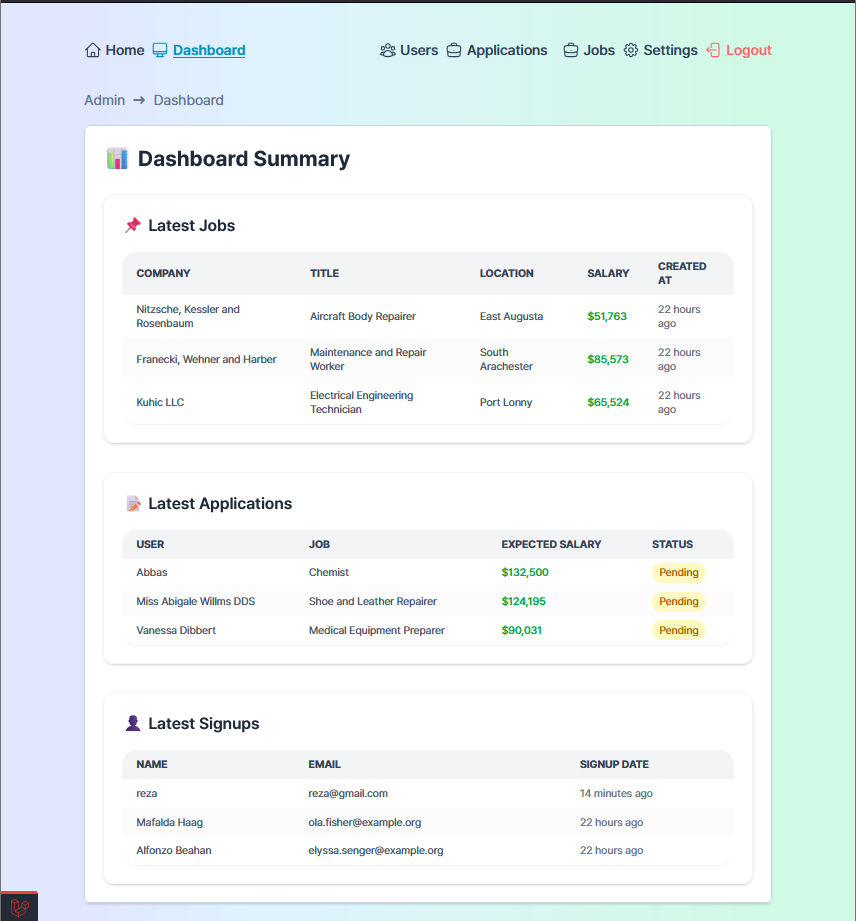 Home Dashboard Users Applications Jobs Settings Logout
Admin → Dashboard
Dashboard Summary
Latest Jobs
COMPANY TITLE LOCATION SALARY CREATED AT
Nitzsche, Kessler and Rosenbaum Aircraft Body Repairer East Augusta $51,763 22 hours ago
Franecki, Wehner and Harber Maintenance and Repair Worker South Arachester $85,573 22 hours ago
Kuhic LLC Electrical Engineering Technician Port Lonny $65,524 22 hours ago
Latest Applications
USER JOB EXPECTED SALARY STATUS
Abbas Chemist $132,500 Pending
Miss Abigale Willms DDS Shoe and Leather Repairer $124,195 Pending
Vanessa Dibbert Medical Equipment Preparer $90,031 Pending
Latest Signups
NAME EMAIL SIGNUP DATE
reza reza@gmail.com 14 minutes ago
Mafalda Haag ola.fisher@example.org 22 hours ago
Alfonzo Beahan elyssa.senger@example.org 22 hours ago